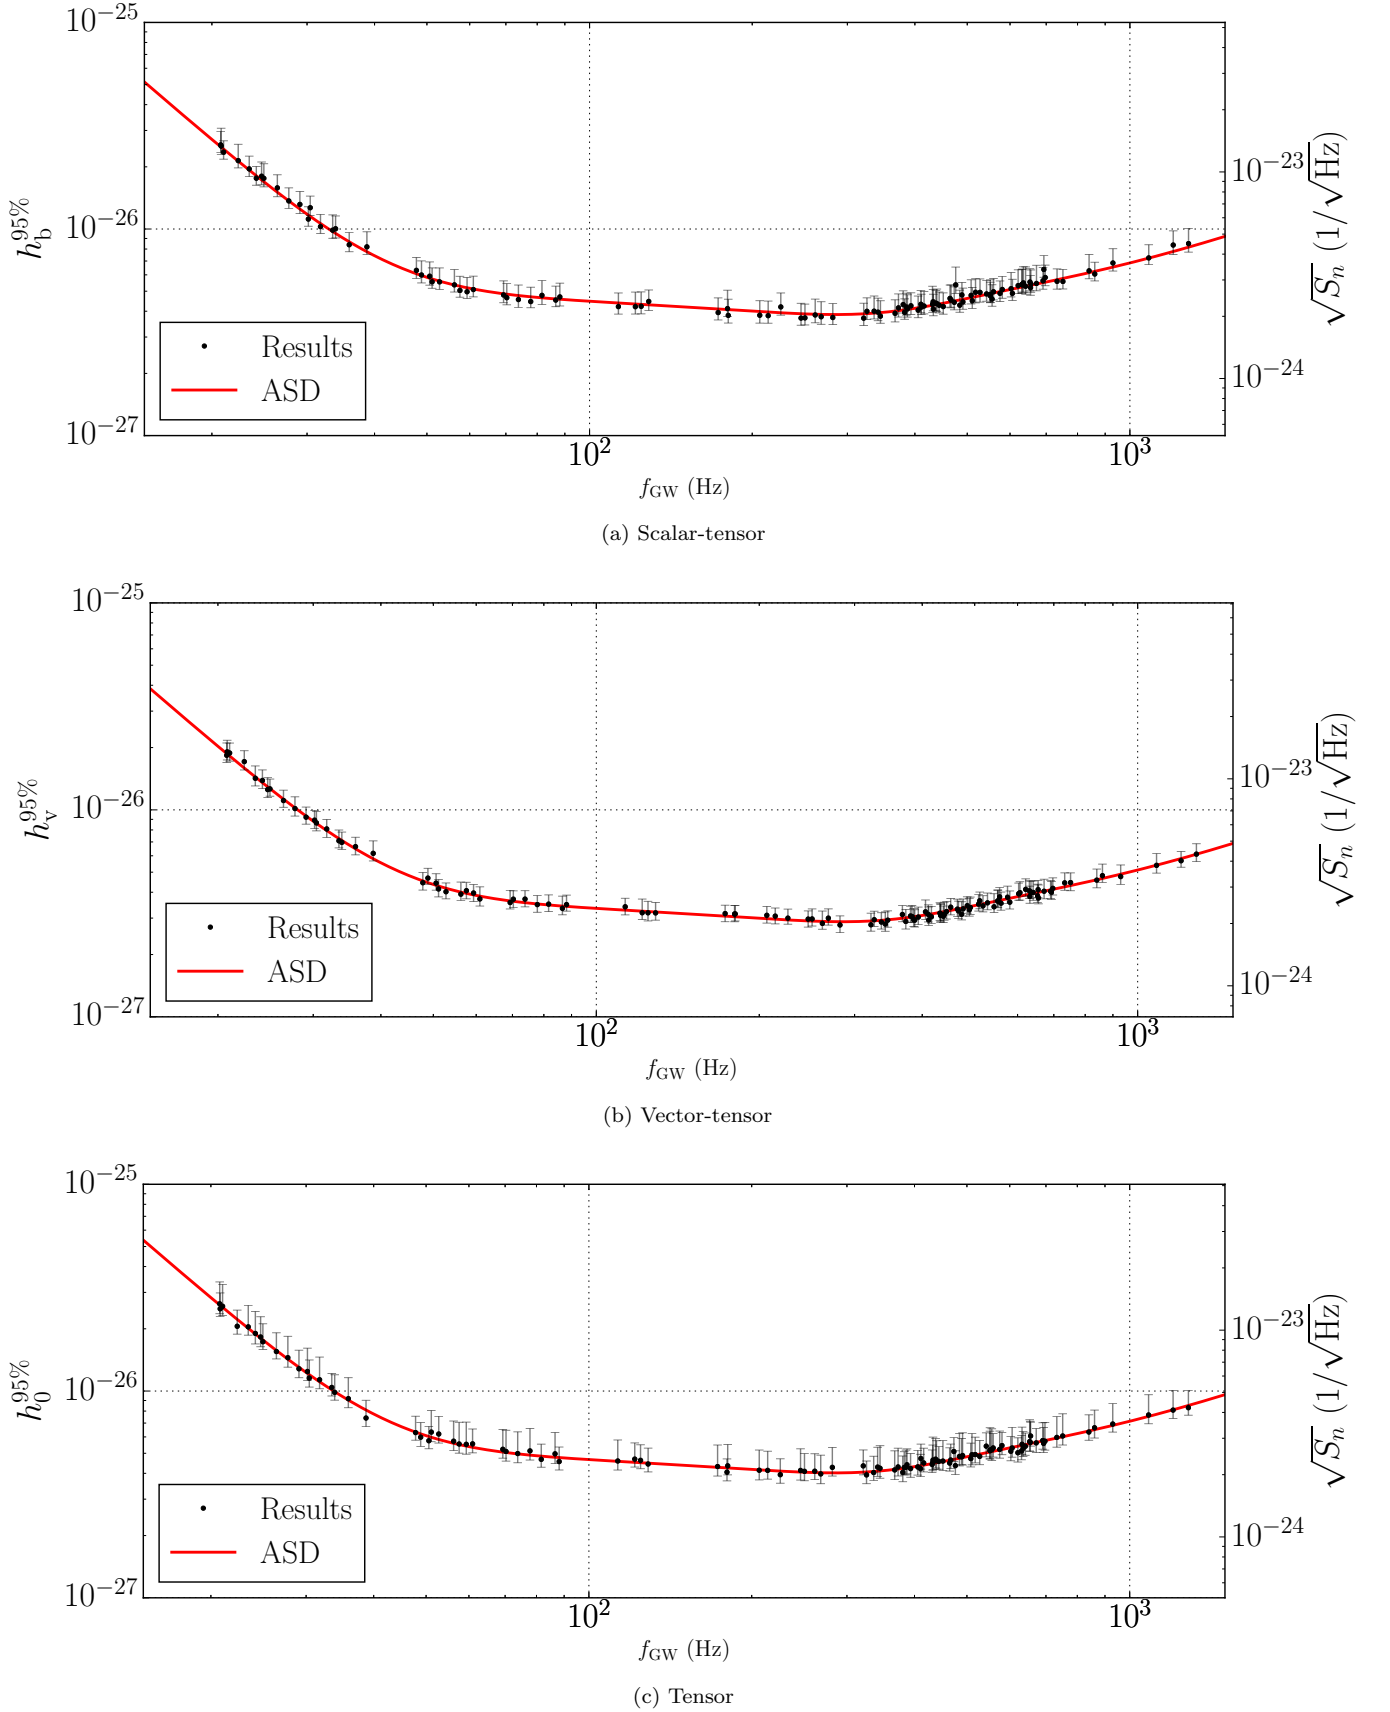 10^{-25}
10^{-26}
10^{-27}
h_b^{95%}
Results
ASD
10^2
10^3
f_GW (Hz)
10^{-23}
10^{-24}
√S_n (1/√Hz)
(a) Scalar-tensor
10^{-25}
10^{-26}
10^{-27}
h_v^{95%}
Results
ASD
10^2
10^3
f_GW (Hz)
10^{-23}
10^{-24}
√S_n (1/√Hz)
(b) Vector-tensor
10^{-25}
10^{-26}
10^{-27}
h_0^{95%}
Results
ASD
10^2
10^3
f_GW (Hz)
10^{-23}
10^{-24}
√S_n (1/√Hz)
(c) Tensor